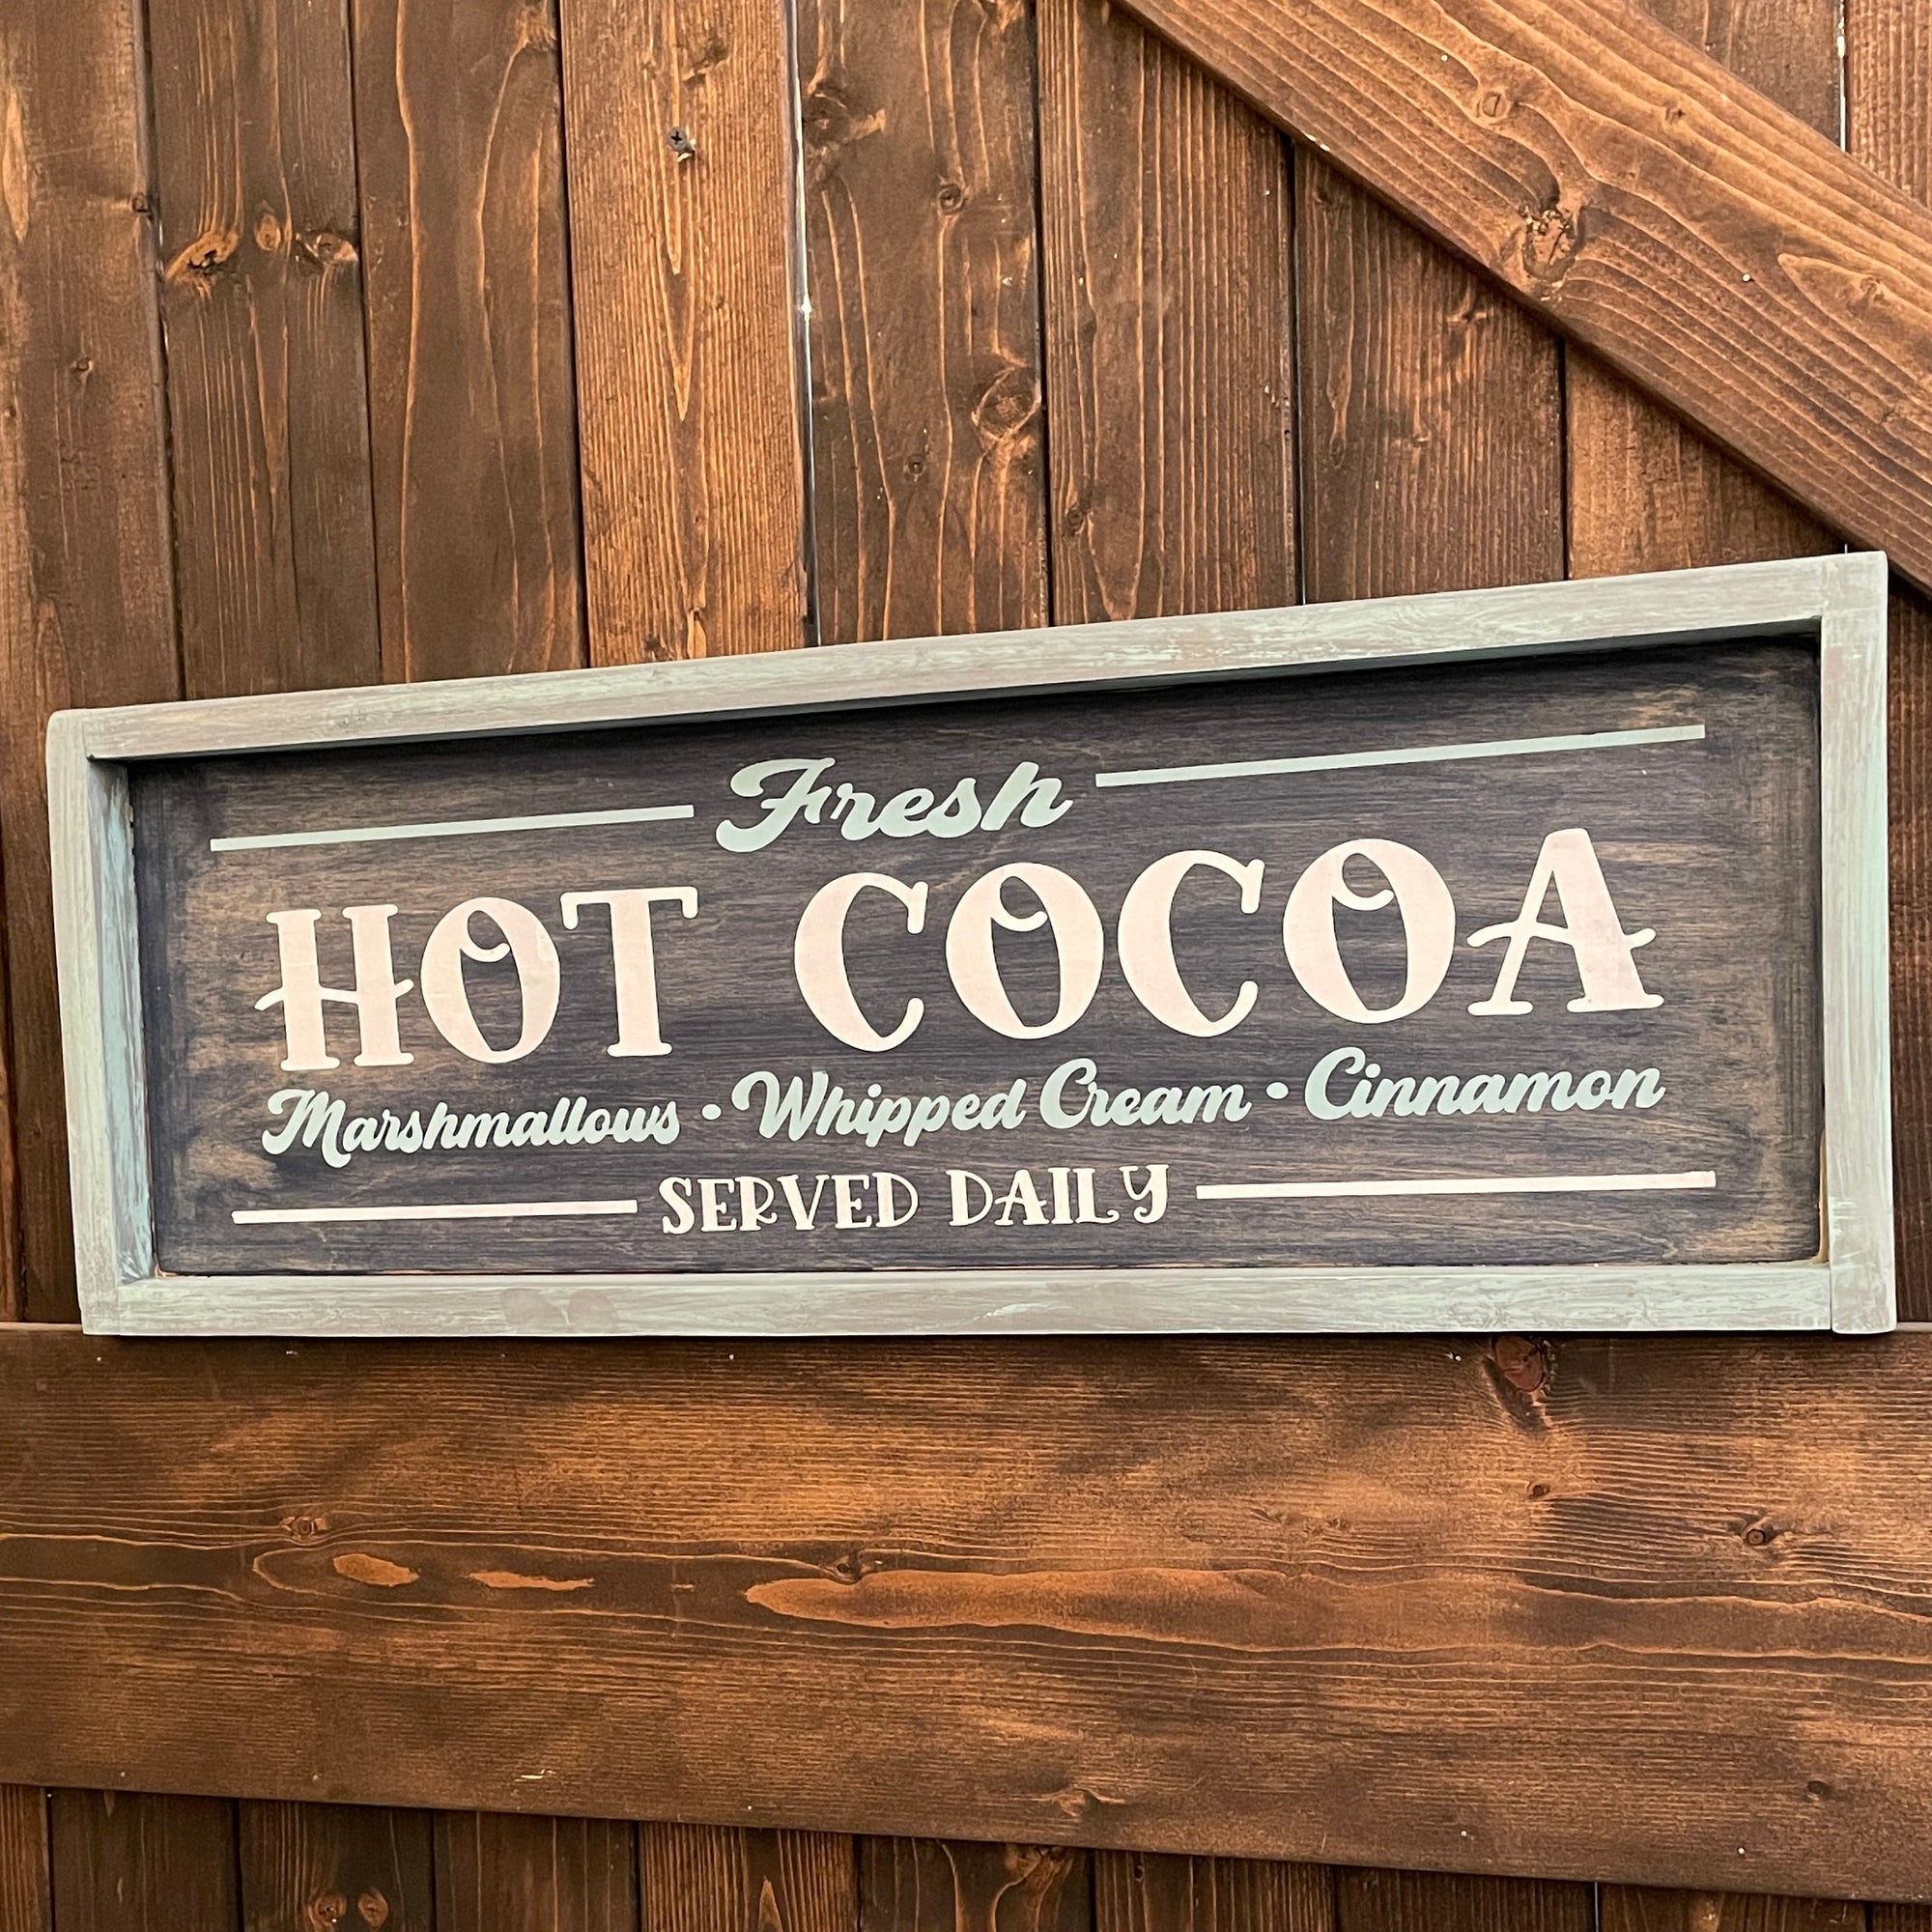 Fresh
HOT COCOA
Marshmallows • Whipped Cream • Cinnamon
SERVED DAILY